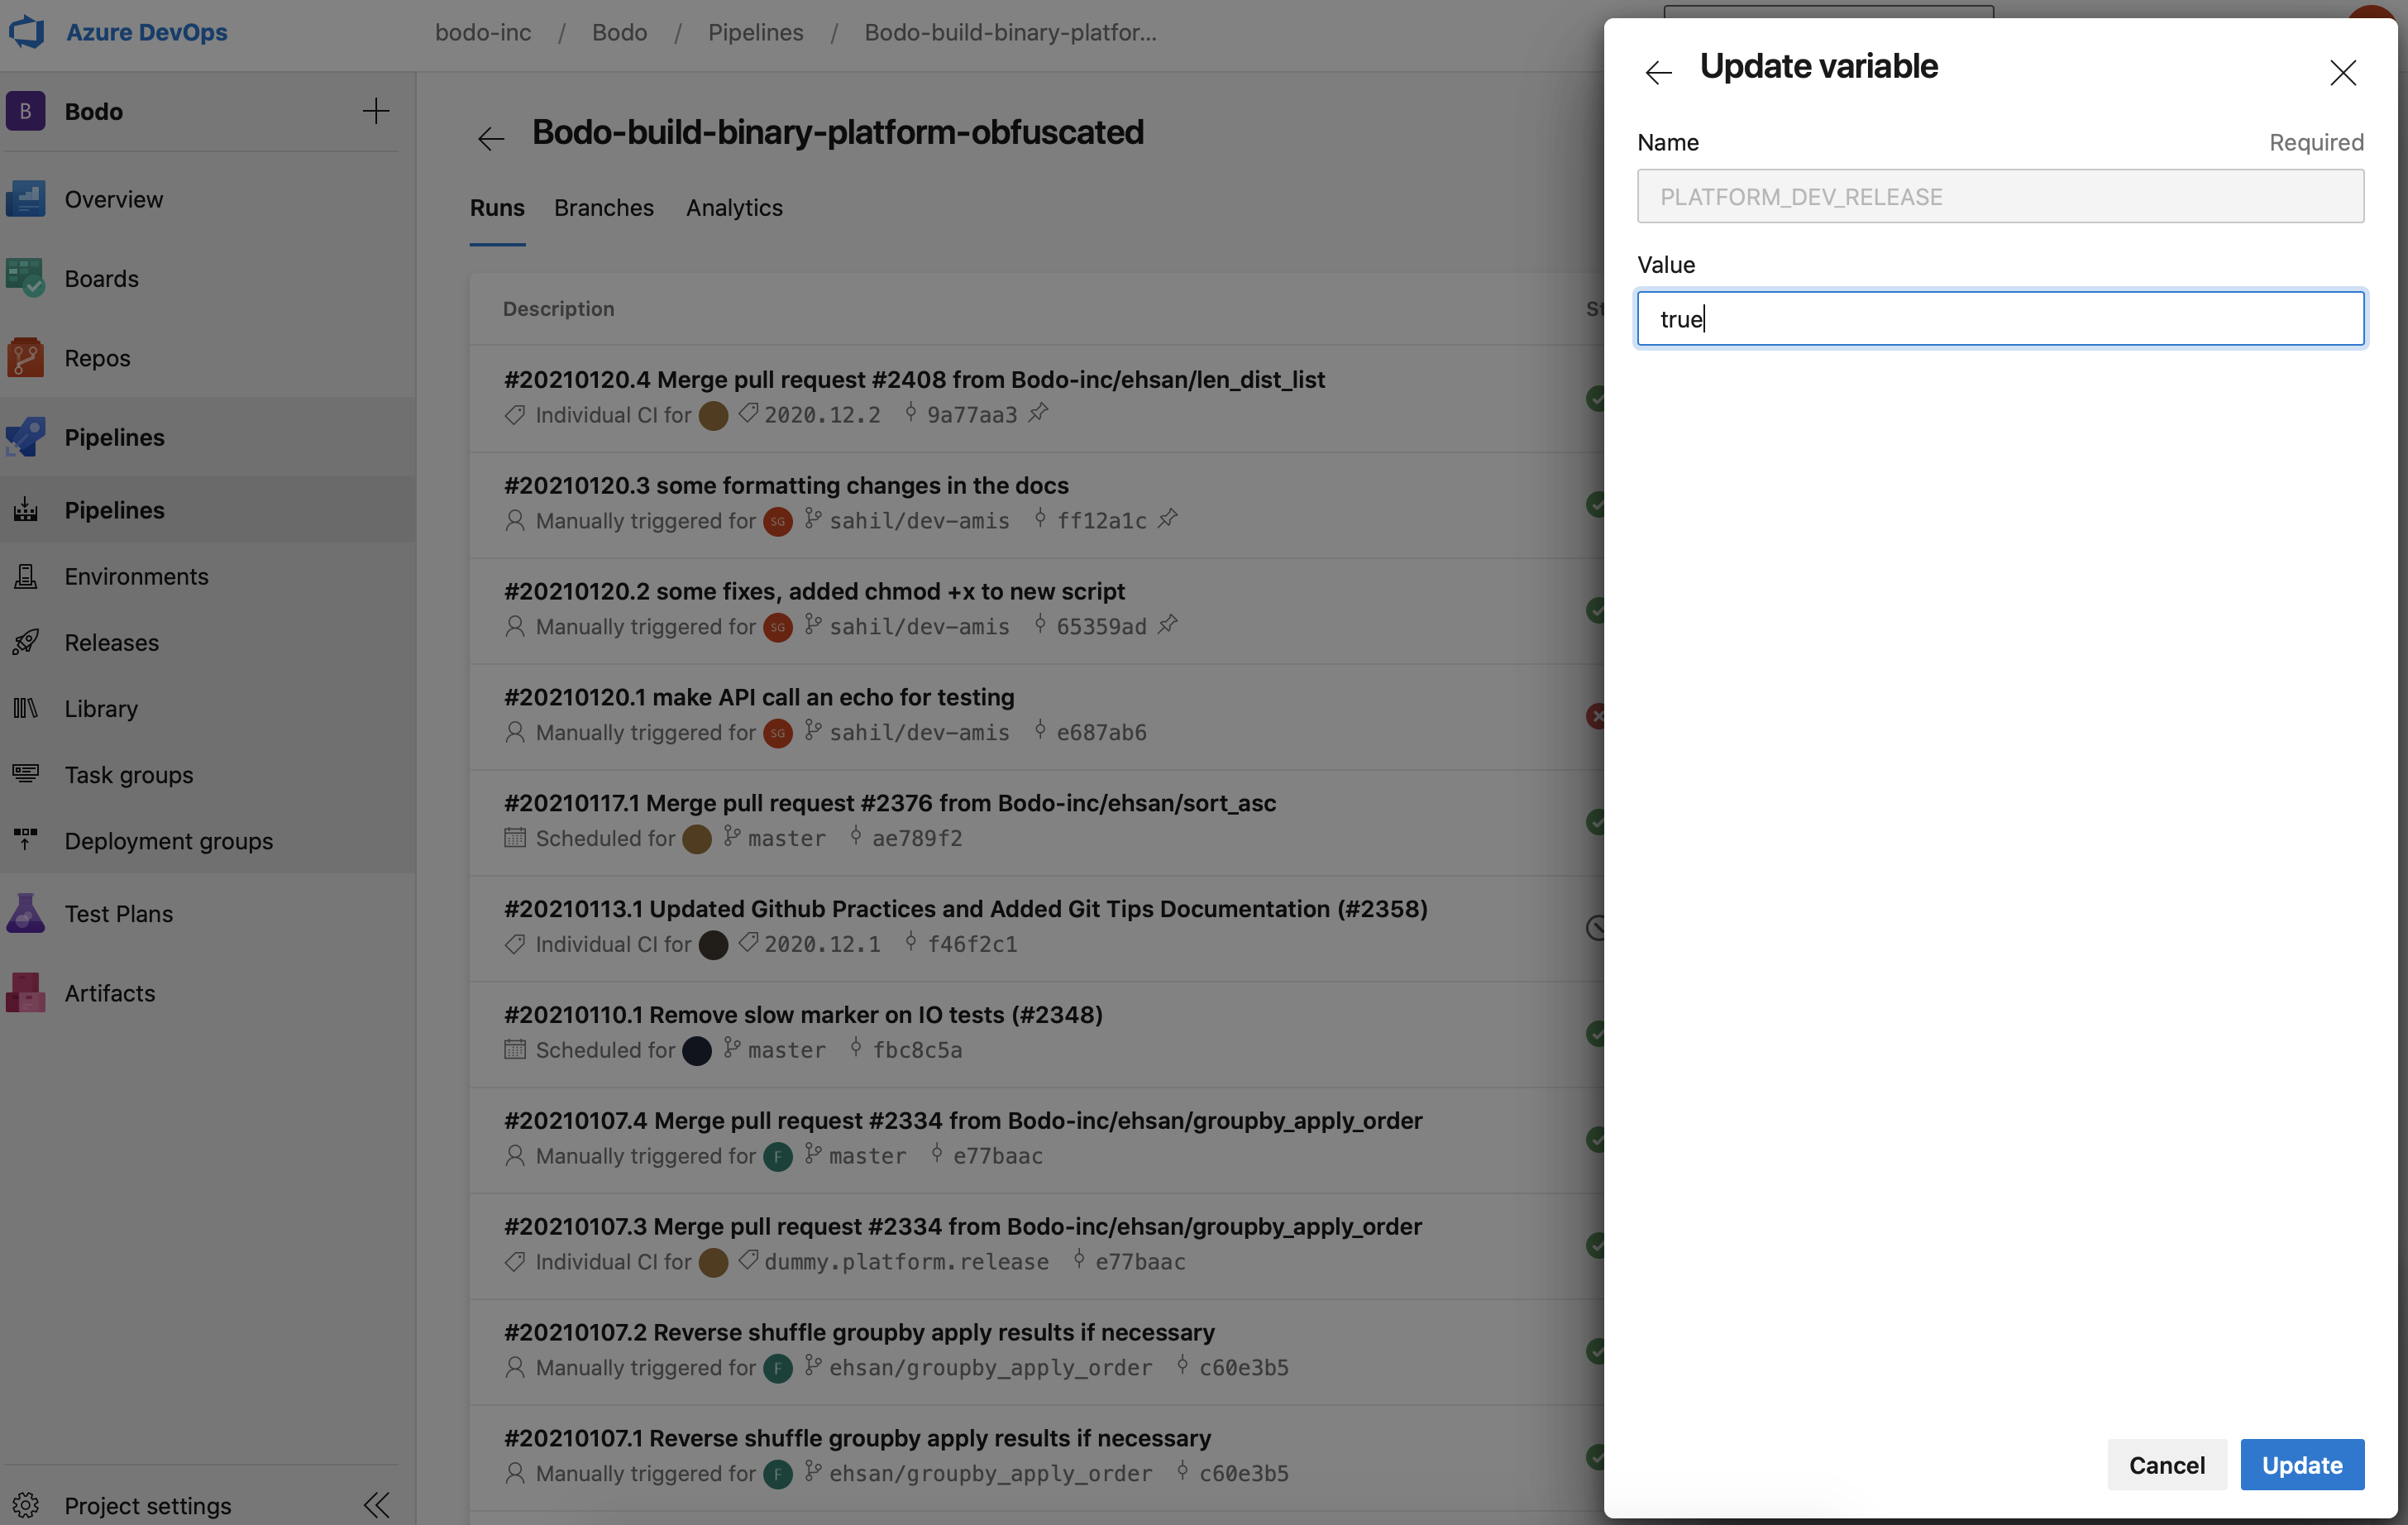 Azure DevOps
bodo-inc / Bodo / Pipelines / Bodo-build-binary-platfor...
B Bodo
Overview
Boards
Repos
Pipelines
Pipelines
Environments
Releases
Library
Task groups
Deployment groups
Test Plans
Artifacts
Project settings
Bodo-build-binary-platform-obfuscated
Runs Branches Analytics
Description
#20210120.4 Merge pull request #2408 from Bodo-inc/ehsan/len_dist_list
Individual CI for 2020.12.2 9a77aa3
#20210120.3 some formatting changes in the docs
Manually triggered for SG sahil/dev-amis ff12a1c
#20210120.2 some fixes, added chmod +x to new script
Manually triggered for SG sahil/dev-amis 65359ad
#20210120.1 make API call an echo for testing
Manually triggered for SG sahil/dev-amis e687ab6
#20210117.1 Merge pull request #2376 from Bodo-inc/ehsan/sort_asc
Scheduled for master ae789f2
#20210113.1 Updated Github Practices and Added Git Tips Documentation (#2358)
Individual CI for 2020.12.1 f46f2c1
#20210110.1 Remove slow marker on IO tests (#2348)
Scheduled for master fbc8c5a
#20210107.4 Merge pull request #2334 from Bodo-inc/ehsan/groupby_apply_order
Manually triggered for F master e77baac
#20210107.3 Merge pull request #2334 from Bodo-inc/ehsan/groupby_apply_order
Individual CI for dummy.platform.release e77baac
#20210107.2 Reverse shuffle groupby apply results if necessary
Manually triggered for F ehsan/groupby_apply_order c60e3b5
#20210107.1 Reverse shuffle groupby apply results if necessary
Manually triggered for F ehsan/groupby_apply_order c60e3b5
Update variable
Name Required
PLATFORM_DEV_RELEASE
Value
true
Cancel Update